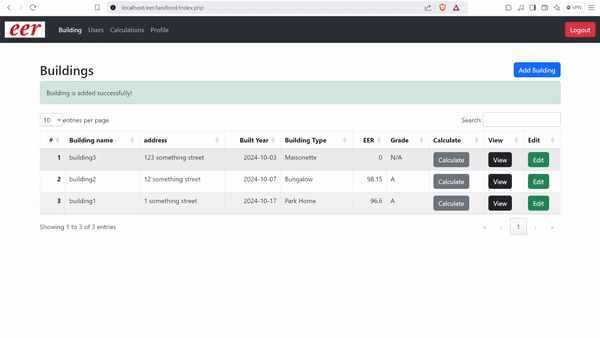 localhost/eer/landlord/index.php
VPN
eer Building Users Calculations Profile Logout
Buildings Add Building
Building is added successfully!
10 entries per page Search:
# Building name address Built Year Building Type EER Grade Calculate View Edit
1 building3 123 something street 2024-10-03 Maisonette 0 N/A Calculate View Edit
2 building2 12 something street 2024-10-07 Bungalow 98.15 A Calculate View Edit
3 building1 1 something street 2024-10-17 Park Home 96.6 A Calculate View Edit
Showing 1 to 3 of 3 entries « ‹ 1 › »